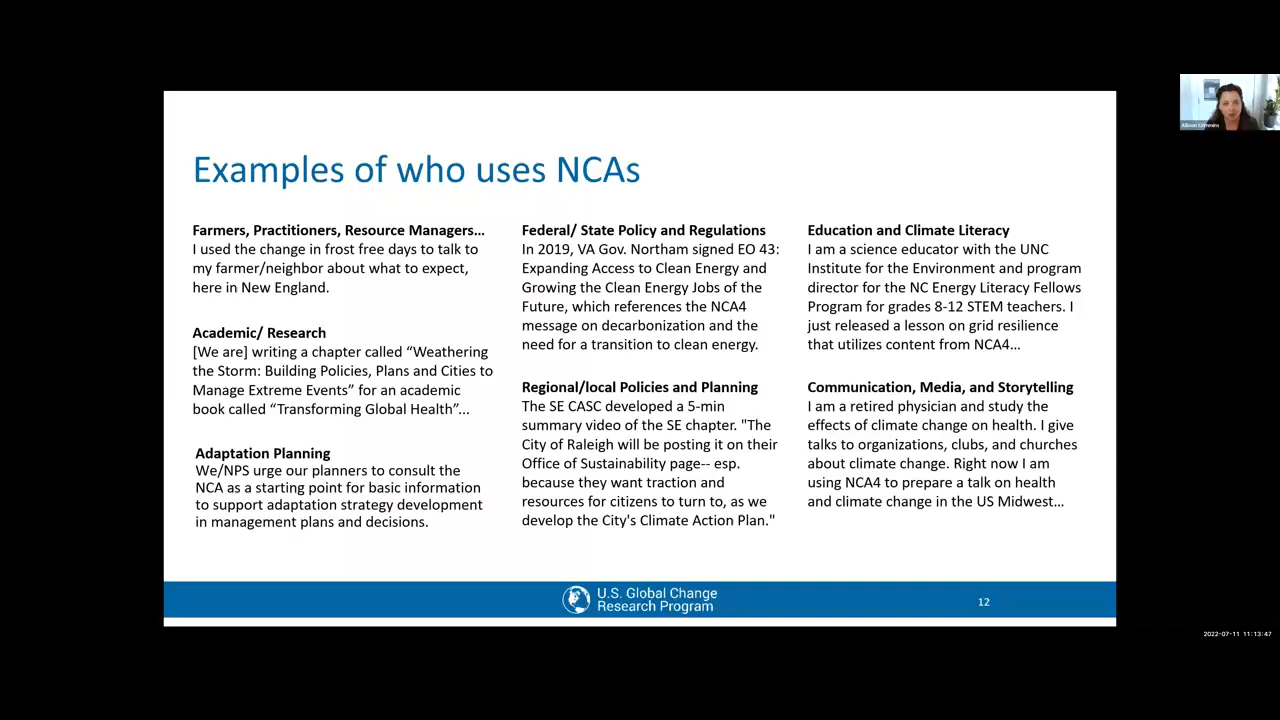 Examples of who uses NCAs
Farmers, Practitioners, Resource Managers…
I used the change in frost free days to talk to
my farmer/neighbor about what to expect,
here in New England.
Academic/ Research
[We are] writing a chapter called “Weathering
the Storm: Building Policies, Plans and Cities to
Manage Extreme Events” for an academic
book called “Transforming Global Health”...
Adaptation Planning
We/NPS urge our planners to consult the
NCA as a starting point for basic information
to support adaptation strategy development
in management plans and decisions.
Federal/ State Policy and Regulations
In 2019, VA Gov. Northam signed EO 43:
Expanding Access to Clean Energy and
Growing the Clean Energy Jobs of the
Future, which references the NCA4
message on decarbonization and the
need for a transition to clean energy.
Regional/local Policies and Planning
The SE CASC developed a 5-min
summary video of the SE chapter. "The
City of Raleigh will be posting it on their
Office of Sustainability page-- esp.
because they want traction and
resources for citizens to turn to, as we
develop the City's Climate Action Plan."
Education and Climate Literacy
I am a science educator with the UNC
Institute for the Environment and program
director for the NC Energy Literacy Fellows
Program for grades 8-12 STEM teachers. I
just released a lesson on grid resilience
that utilizes content from NCA4…
Communication, Media, and Storytelling
I am a retired physician and study the
effects of climate change on health. I give
talks to organizations, clubs, and churches
about climate change. Right now I am
using NCA4 to prepare a talk on health
and climate change in the US Midwest…
U.S. Global Change
Research Program
12
Allison Crimmins
2022-07-11 11:13:47